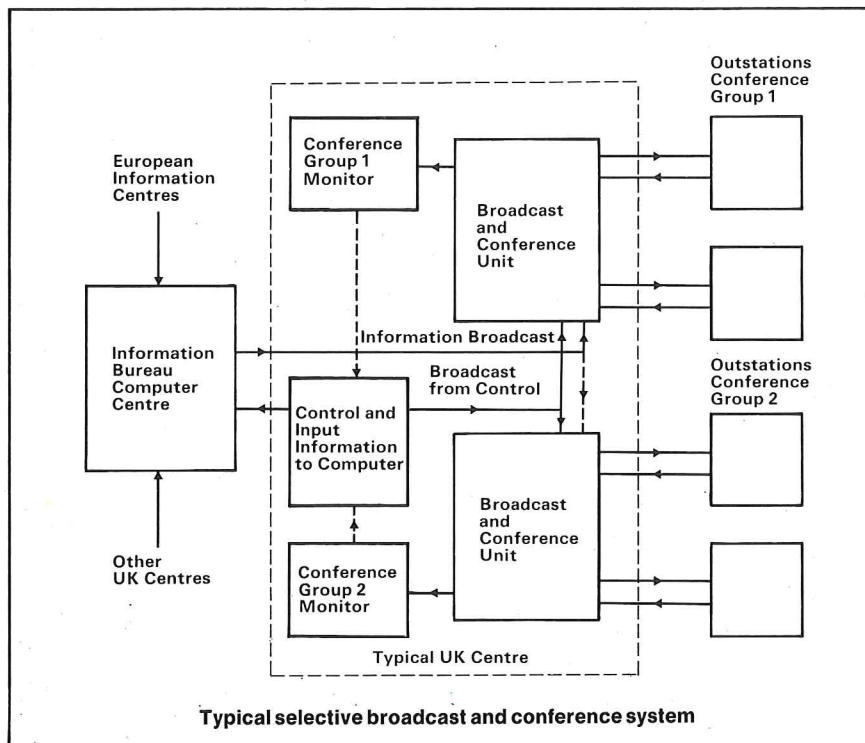 Outstations
Conference
Group 1
Conference
Group 1
Monitor
European
Information
Centres
Broadcast
and
Conference
Unit
Information Broadcast
Information
Bureau
Computer
Centre
Broadcast
from Control
Outstations
Conference
Group 2
Control and
Input
Information
to Computer
Broadcast
and
Conference
Unit
Other
UK Centres
Conference
Group 2
Monitor
Typical UK Centre
Typical selective broadcast and conference system